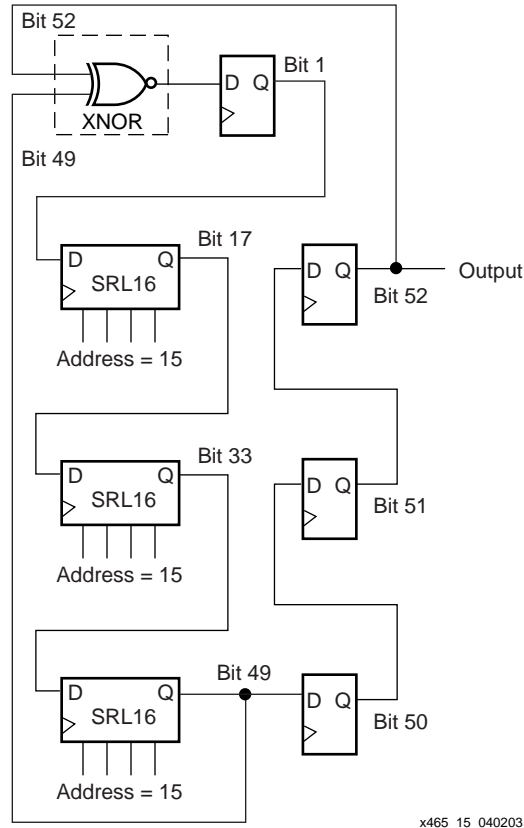 Bit 52
D Q
Bit 1
XNOR
Bit 49
Bit 17
D Q
SRL16
Address = 15
D Q
Output
Bit 52
Bit 33
D Q
SRL16
Address = 15
D Q
Bit 51
Bit 49
D Q
SRL16
Address = 15
D Q
Bit 50
x465_15_040203